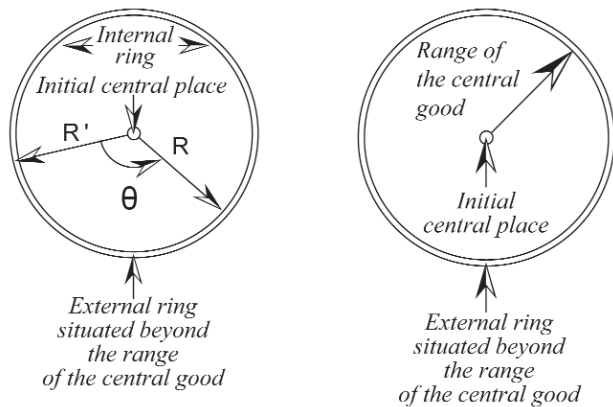 Internal
ring
Initial central place
R'
R
θ
External ring
situated beyond
the range
of the central good
Range of
the central
good
Initial
central place
External ring
situated beyond
the range
of the central good